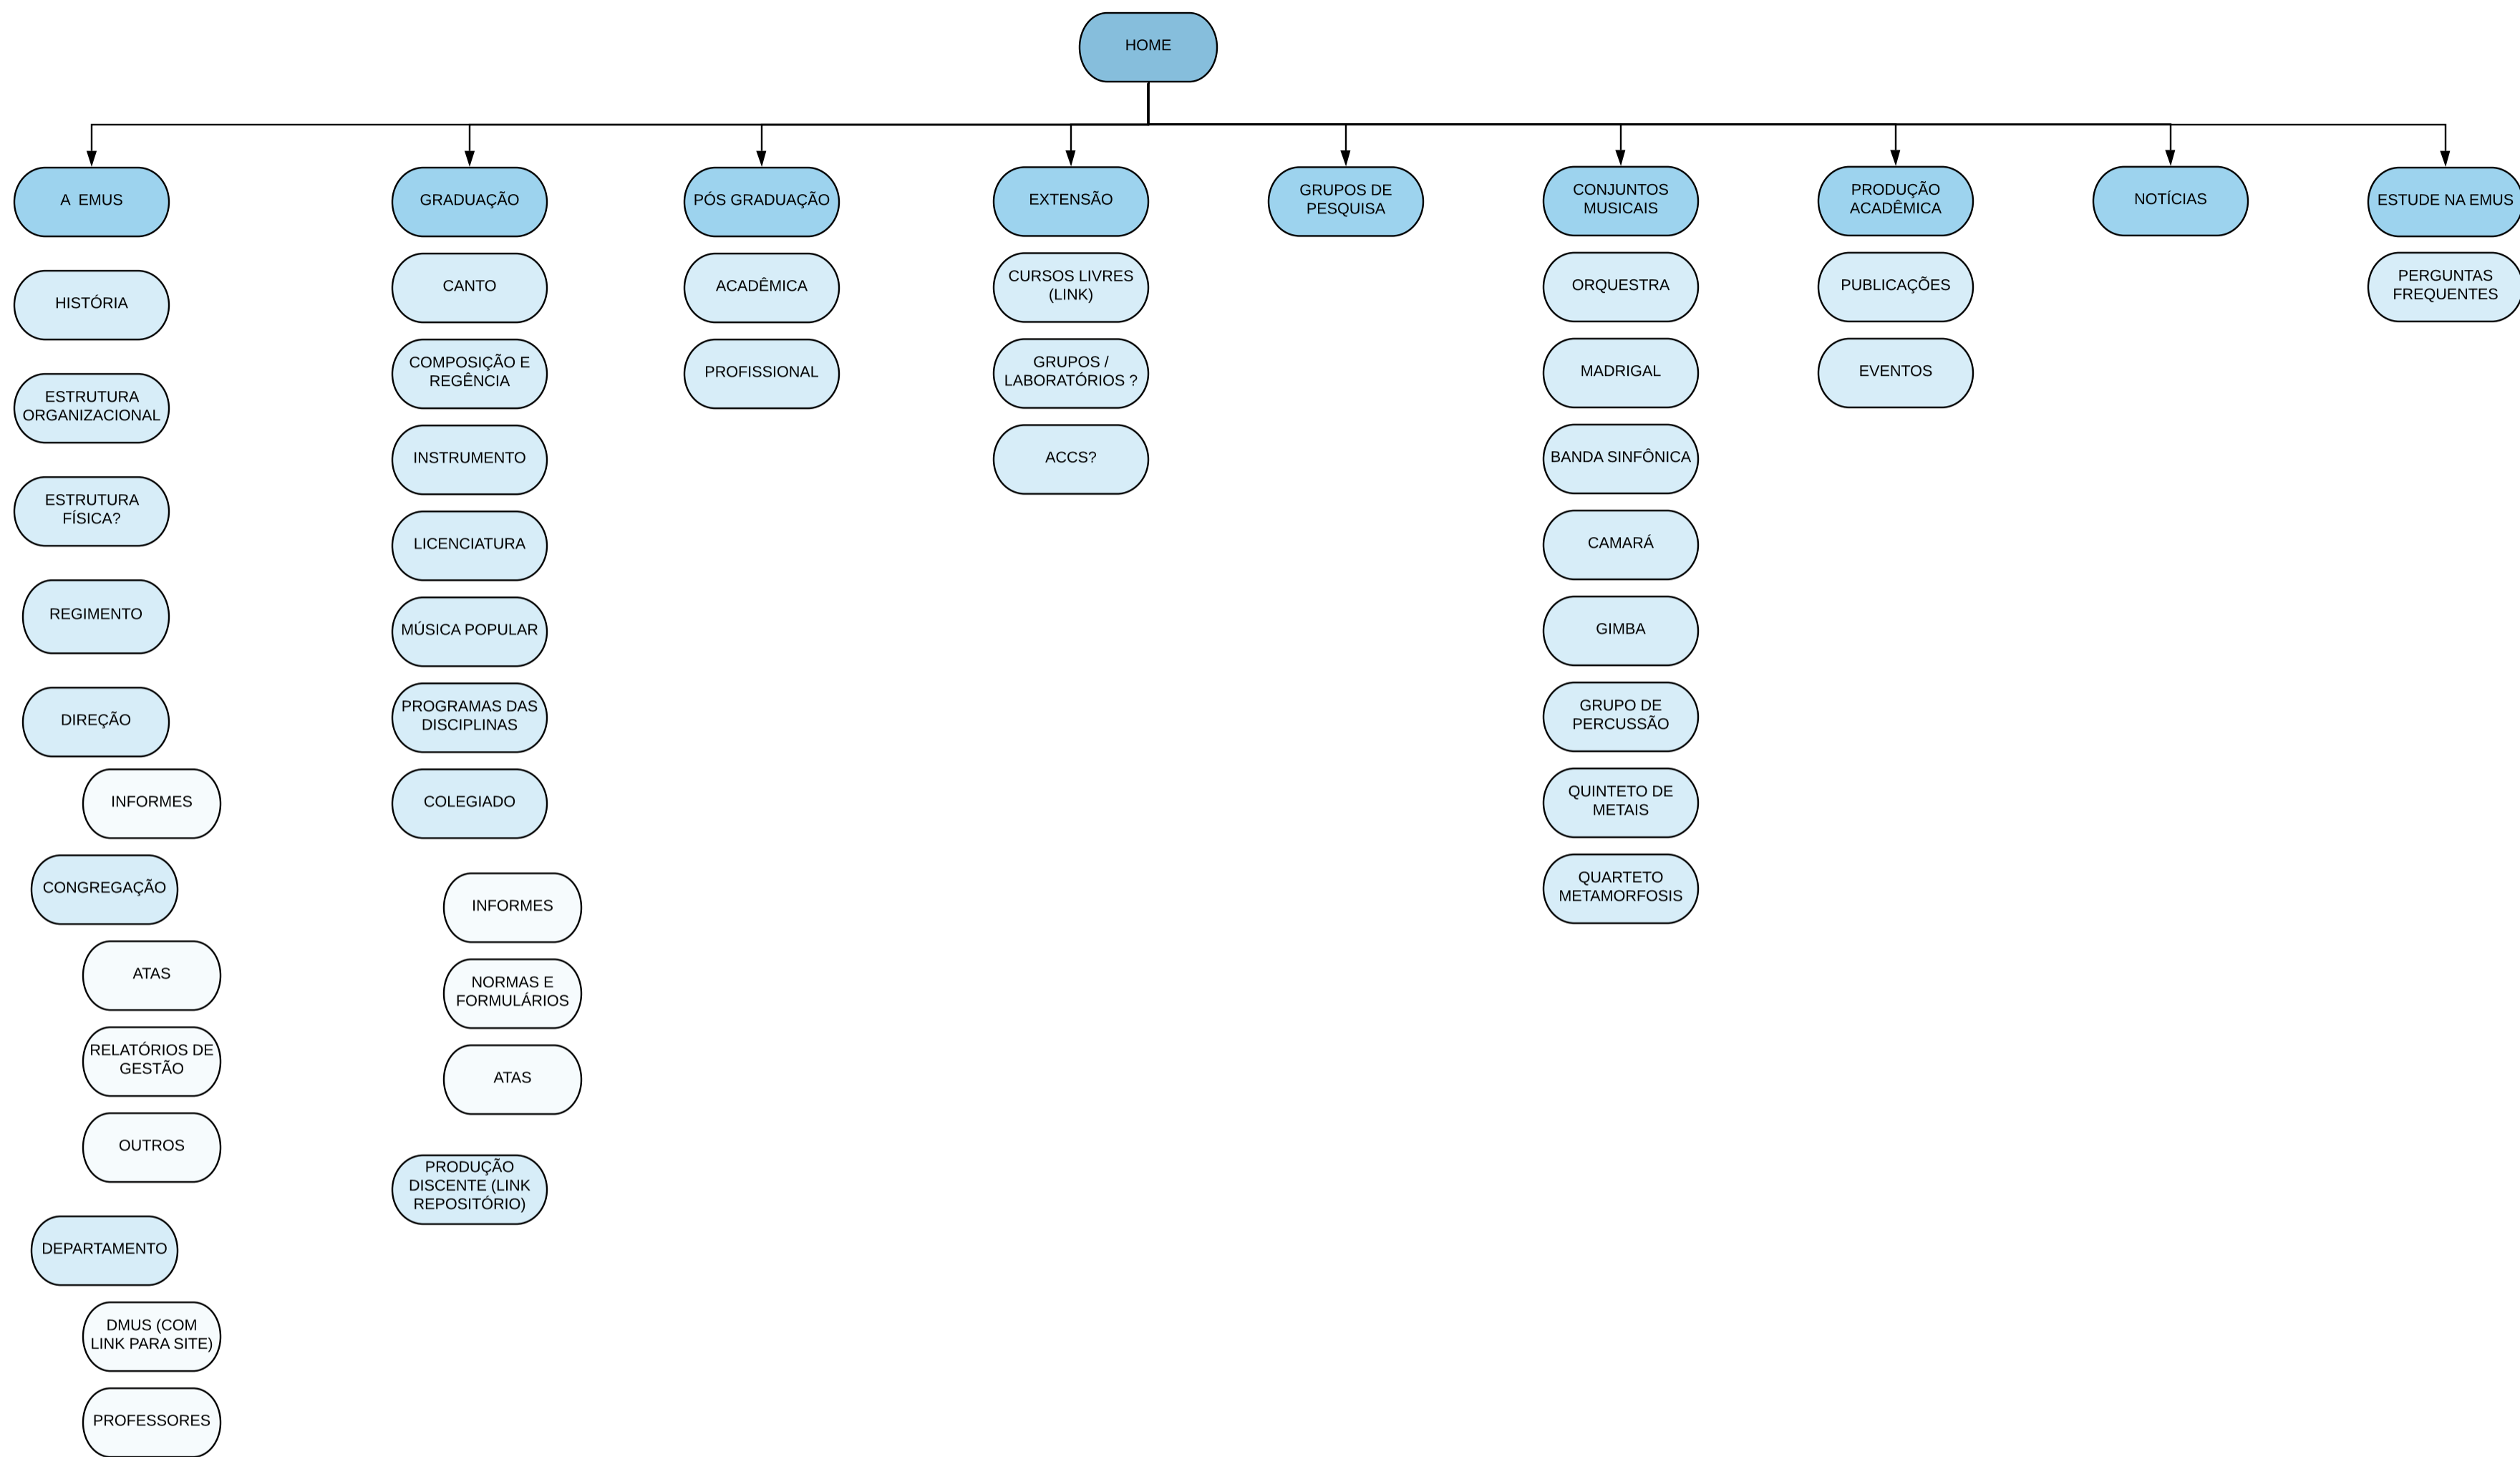 HOME
A EMUS
HISTÓRIA
ESTRUTURA
ORGANIZACIONAL
ESTRUTURA
FÍSICA?
REGIMENTO
DIREÇÃO
INFORMES
CONGREGAÇÃO
ATAS
RELATÓRIOS DE
GESTÃO
OUTROS
DEPARTAMENTO
DMUS (COM
LINK PARA SITE)
PROFESSORES
GRADUAÇÃO
CANTO
COMPOSIÇÃO E
REGÊNCIA
INSTRUMENTO
LICENCIATURA
MÚSICA POPULAR
PROGRAMAS DAS
DISCIPLINAS
COLEGIADO
INFORMES
NORMAS E
FORMULÁRIOS
ATAS
PRODUÇÃO
DISCENTE (LINK
REPOSITÓRIO)
PÓS GRADUAÇÃO
ACADÊMICA
PROFISSIONAL
EXTENSÃO
CURSOS LIVRES
(LINK)
GRUPOS /
LABORATÓRIOS ?
ACCS?
GRUPOS DE
PESQUISA
CONJUNTOS
MUSICAIS
ORQUESTRA
MADRIGAL
BANDA SINFÔNICA
CAMARÁ
GIMBA
GRUPO DE
PERCUSSÃO
QUINTETO DE
METAIS
QUARTETO
METAMORFOSIS
PRODUÇÃO
ACADÊMICA
PUBLICAÇÕES
EVENTOS
NOTÍCIAS
ESTUDE NA EMUS
PERGUNTAS
FREQUENTES